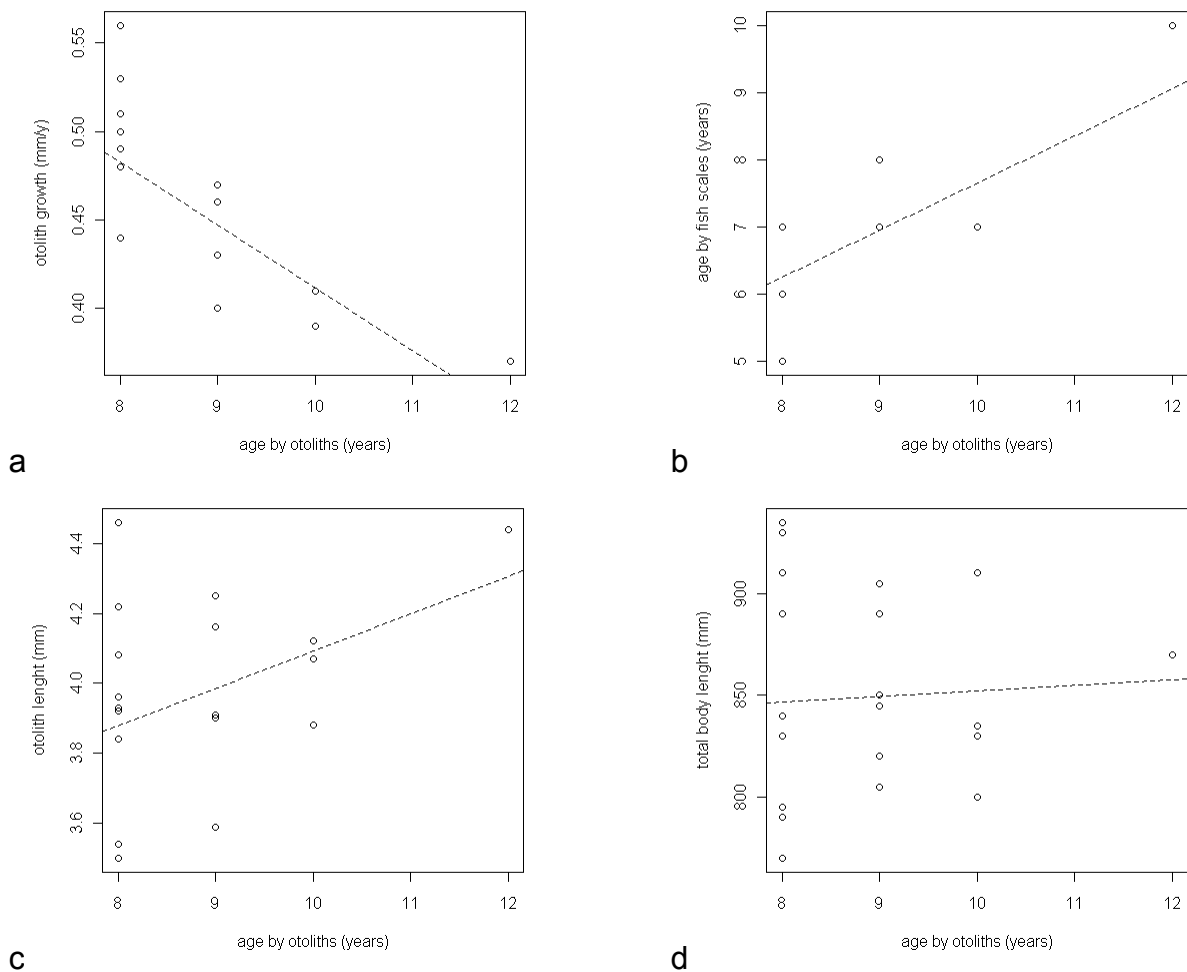 otolith growth (mm/y)
0.55
0.50
0.45
0.40
8 9 10 11 12
age by otoliths (years)
a
age by fish scales (years)
10
9
8
7
6
5
8 9 10 11 12
age by otoliths (years)
b
otolith lenght (mm)
4.4
4.2
4.0
3.8
3.6
8 9 10 11 12
age by otoliths (years)
c
total body lenght (mm)
900
850
800
8 9 10 11 12
age by otoliths (years)
d